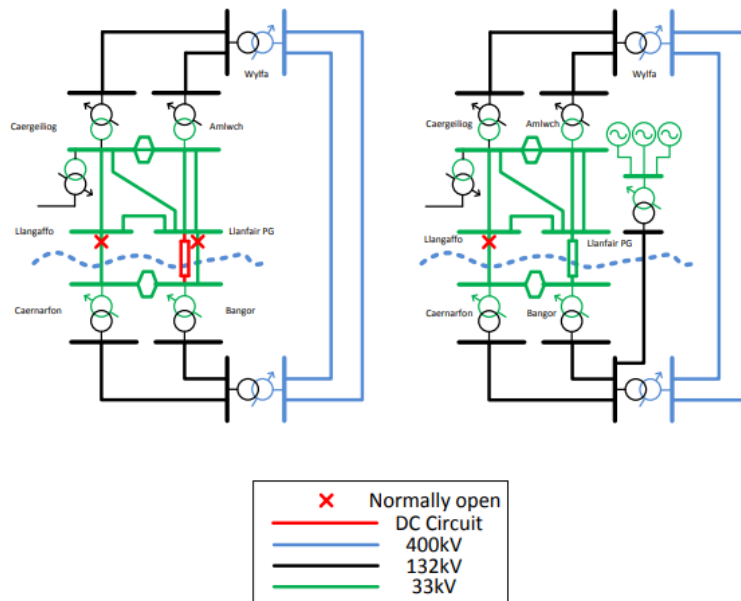 Wylfa
Caergeiliog
Amlwch
Llangaffo
Llanfair PG
Caernarfon
Bangor
Wylfa
Caergeiliog
Amlwch
Llangaffo
Llanfair PG
Caernarfon
Bangor
Normally open
DC Circuit
400kV
132kV
33kV